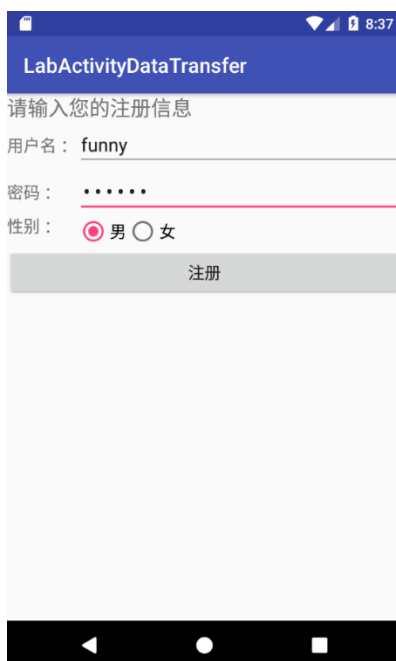 8:37
LabActivityDataTransfer
请输入您的注册信息
用户名： funny
密码： ••••••
性别： 男 女
注册